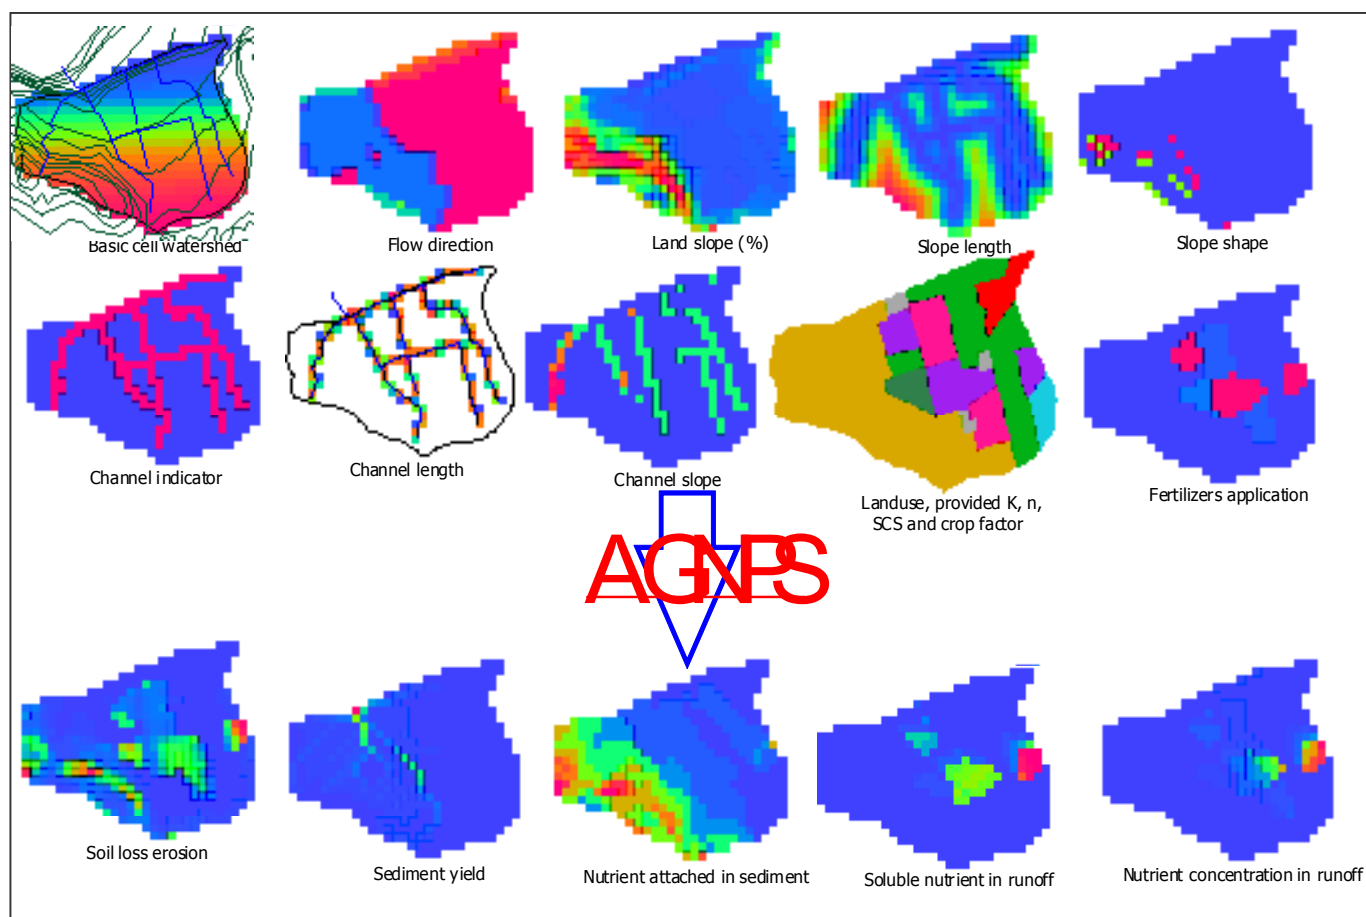 Basic cell watershed
Flow direction
Land slope (%)
Slope length
Slope shape
Channel indicator
Channel length
Channel slope
Landuse, provided K, n,
SCS and crop factor
Fertilizers application
AGNPS
Soil loss erosion
Sediment yield
Nutrient attached in sediment
Soluble nutrient in runoff
Nutrient concentration in runoff